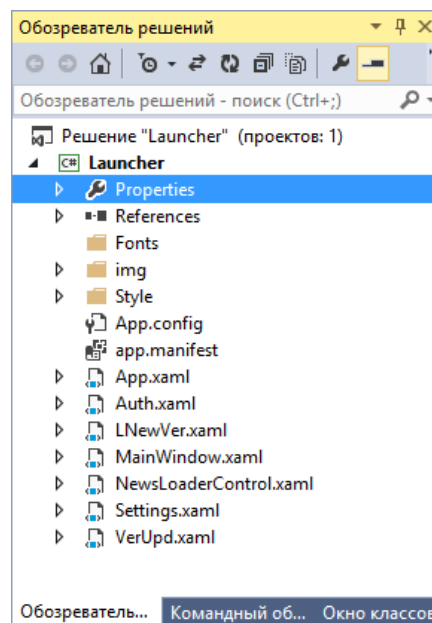 Обозреватель решений
Обозреватель решений - поиск (Ctrl+;)
Решение "Launcher" (проектов: 1)
C# Launcher
Properties
References
Fonts
img
Style
App.config
app.manifest
App.xaml
Auth.xaml
LNewVer.xaml
MainWindow.xaml
NewsLoaderControl.xaml
Settings.xaml
VerUpd.xaml
Обозреватель... Командный об... Окно классов